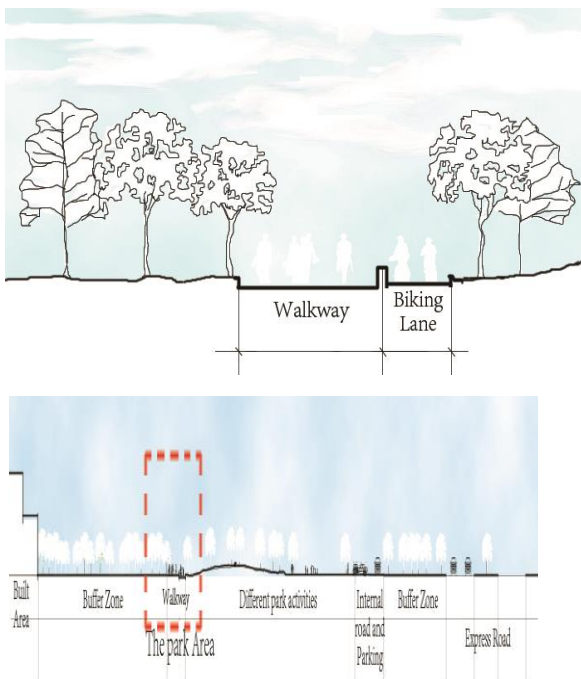 Walkway
Biking
Lane
Built
Area
Buffer Zone
Walkway
Different park activities
Internal
road and
Parking
Buffer Zone
Express Road
The park Area